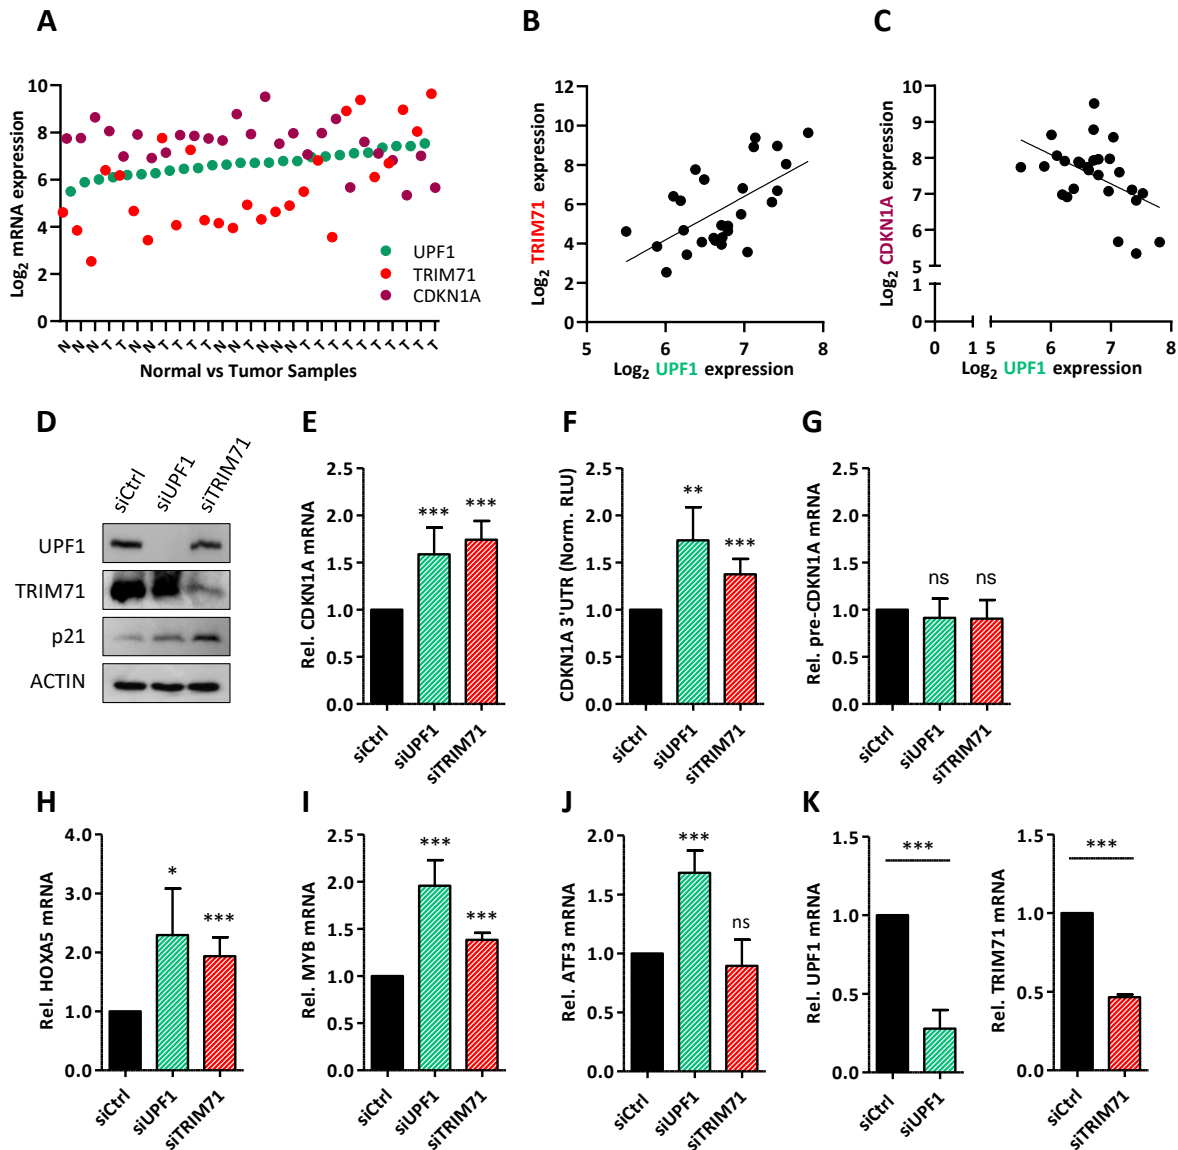 A
Log2 mRNA expression
10
8
6
4
2
0
UPF1
TRIM71
CDKN1A
N N N T T N N T T T N N N T N N N T T T T T T T T T T
Normal vs Tumor Samples
B
Log2 TRIM71 expression
12
10
8
6
4
2
0
5 6 7 8
Log2 UPF1 expression
C
Log2 CDKN1A expression
10
9
8
7
6
5
1
0
0 1 5 6 7 8
Log2 UPF1 expression
D
siCtrl siUPF1 siTRIM71
UPF1
TRIM71
p21
ACTIN
E
Rel. CDKN1A mRNA
2.5
2.0
1.5
1.0
0.5
0.0
*** ***
siCtrl siUPF1 siTRIM71
F
CDKN1A 3'UTR (Norm. RLU)
2.5
2.0
1.5
1.0
0.5
0.0
** ***
siCtrl siUPF1 siTRIM71
G
Rel. pre-CDKN1A mRNA
2.5
2.0
1.5
1.0
0.5
0.0
ns ns
siCtrl siUPF1 siTRIM71
H
Rel. HOXA5 mRNA
4.0
3.0
2.0
1.0
0.0
* ***
siCtrl siUPF1 siTRIM71
I
Rel. MYB mRNA
2.5
2.0
1.5
1.0
0.5
0.0
*** ***
siCtrl siUPF1 siTRIM71
J
Rel. ATF3 mRNA
2.0
1.5
1.0
0.5
0.0
*** ns
siCtrl siUPF1 siTRIM71
K
Rel. UPF1 mRNA
1.5
1.0
0.5
0.0
***
siCtrl siUPF1
Rel. TRIM71 mRNA
1.5
1.0
0.5
0.0
***
siCtrl siTRIM71